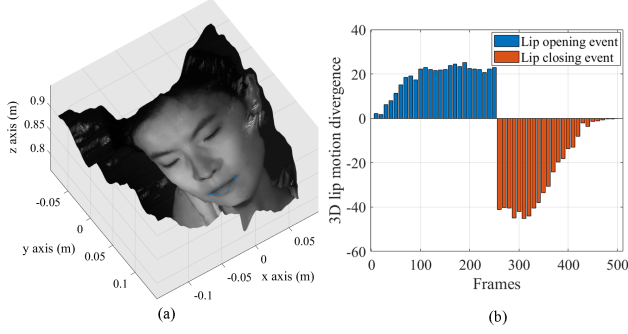 z axis (m)
0.9
0.85
0.8
-0.05
0
0.05
0.1
y axis (m)
-0.1
-0.05
0
0.05
x axis (m)
(a)
3D lip motion divergence
40
20
0
-20
-40
-60
Lip opening event
Lip closing event
0
100
200
300
400
500
Frames
(b)